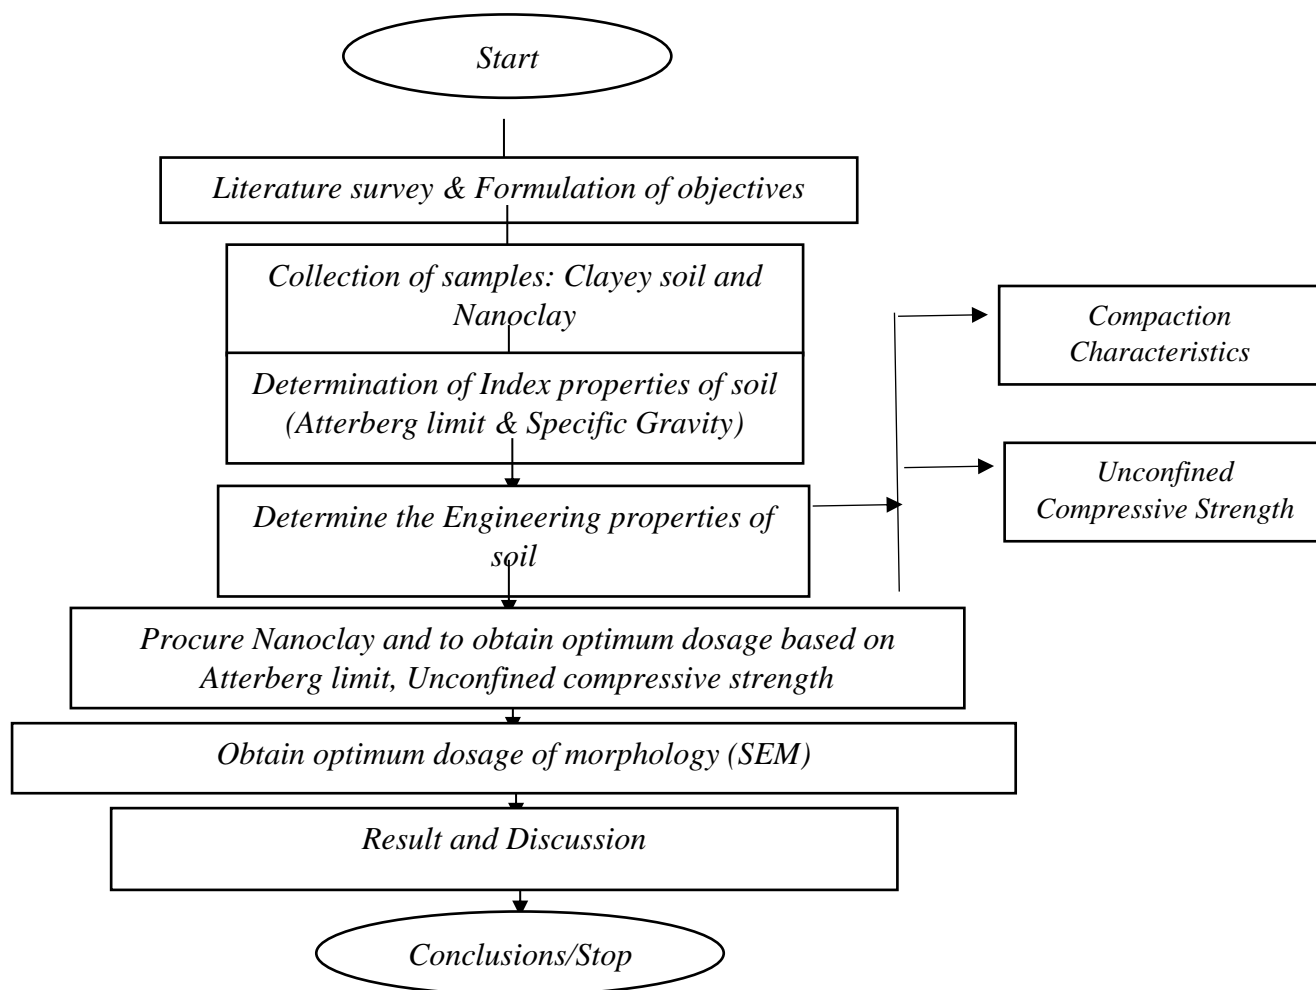 Start
Literature survey & Formulation of objectives
Collection of samples: Clayey soil and
Nanoclay
Determination of Index properties of soil
(Atterberg limit & Specific Gravity)
Determine the Engineering properties of
soil
Compaction
Characteristics
Unconfined
Compressive Strength
Procure Nanoclay and to obtain optimum dosage based on
Atterberg limit, Unconfined compressive strength
Obtain optimum dosage of morphology (SEM)
Result and Discussion
Conclusions/Stop